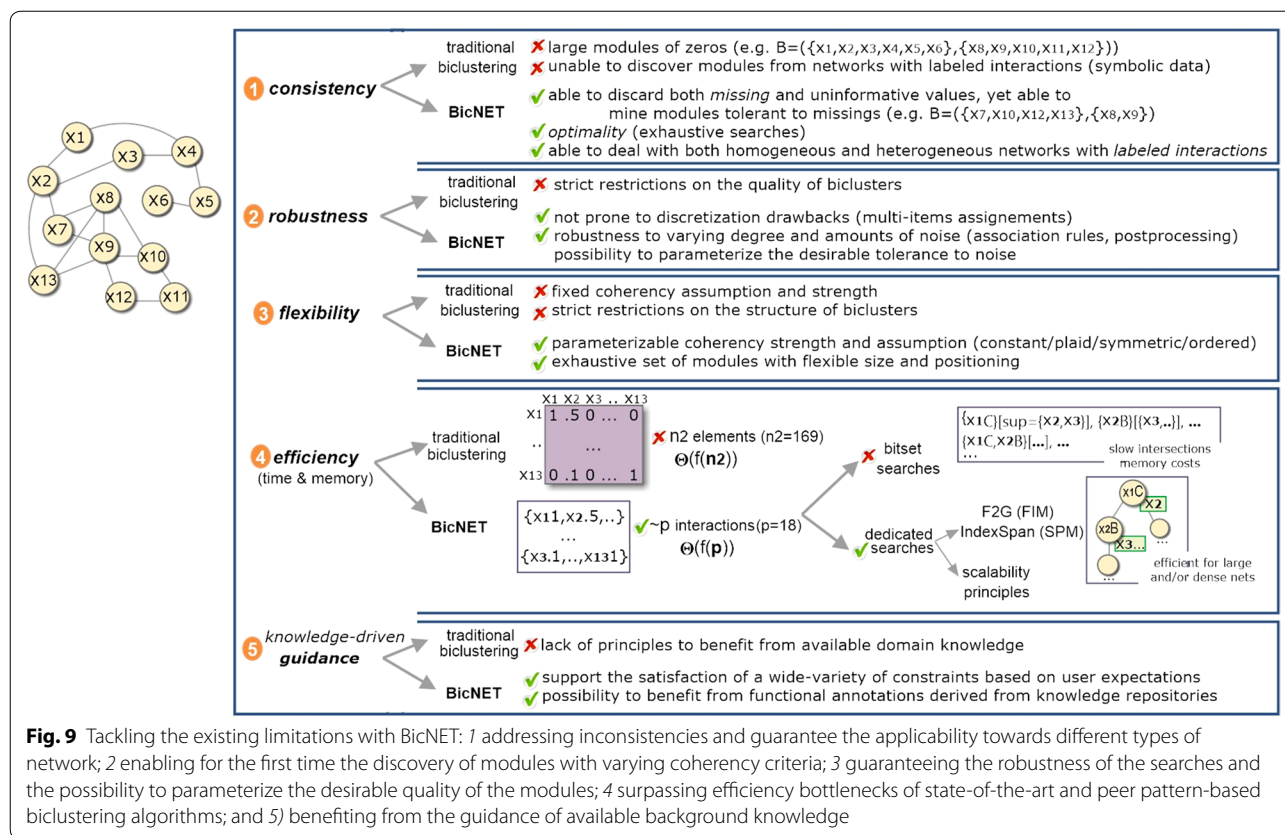 X1
X3
X4
X2
X8
X6
X5
X7
X9
X10
X13
X12
X11
1 consistency
traditional
biclustering
✘ large modules of zeros (e.g. B=({x1,x2,x3,x4,x5,x6},{x8,x9,x10,x11,x12}))
✘ unable to discover modules from networks with labeled interactions (symbolic data)
BicNET
✓ able to discard both missing and uninformative values, yet able to
mine modules tolerant to missings (e.g. B=({x7,x10,x12,x13},{x8,x9})
✓ optimality (exhaustive searches)
✓ able to deal with both homogeneous and heterogeneous networks with labeled interactions
2 robustness
traditional
biclustering
✘ strict restrictions on the quality of biclusters
BicNET
✓ not prone to discretization drawbacks (multi-items assignements)
✓ robustness to varying degree and amounts of noise (association rules, postprocessing)
possibility to parameterize the desirable tolerance to noise
3 flexibility
traditional
biclustering
✘ fixed coherency assumption and strength
✘ strict restrictions on the structure of biclusters
BicNET
✓ parameterizable coherency strength and assumption (constant/plaid/symmetric/ordered)
✓ exhaustive set of modules with flexible size and positioning
4 efficiency
(time & memory)
traditional
biclustering
X1 X2 X3 .. X13
X1 1 .5 0 ... 0
.. ...
X13 0 .1 0 ... 1
✘ n2 elements (n2=169)
Θ(f(n2))
BicNET
{x11,x2.5,..}
...
{x3.1,..,x131}
✓ ~p interactions(p=18)
Θ(f(p))
✘ bitset
searches
{x1C}[sup={x2,x3}], {x2B}[{x3,..}], ...
{x1C,x2B}[...], ...
...
slow intersections
memory costs
✓ dedicated
searches
F2G (FIM)
IndexSpan (SPM)
scalability
principles
x1C
X2
x2B
...
X3...
...
efficient for large
and/or dense nets
5 knowledge-driven
guidance
traditional
biclustering
✘ lack of principles to benefit from available domain knowledge
BicNET
✓ support the satisfaction of a wide-variety of constraints based on user expectations
✓ possibility to benefit from functional annotations derived from knowledge repositories
Fig. 9 Tackling the existing limitations with BicNET: 1 addressing inconsistencies and guarantee the applicability towards different types of
network; 2 enabling for the first time the discovery of modules with varying coherency criteria; 3 guaranteeing the robustness of the searches and
the possibility to parameterize the desirable quality of the modules; 4 surpassing efficiency bottlenecks of state-of-the-art and peer pattern-based
biclustering algorithms; and 5) benefiting from the guidance of available background knowledge